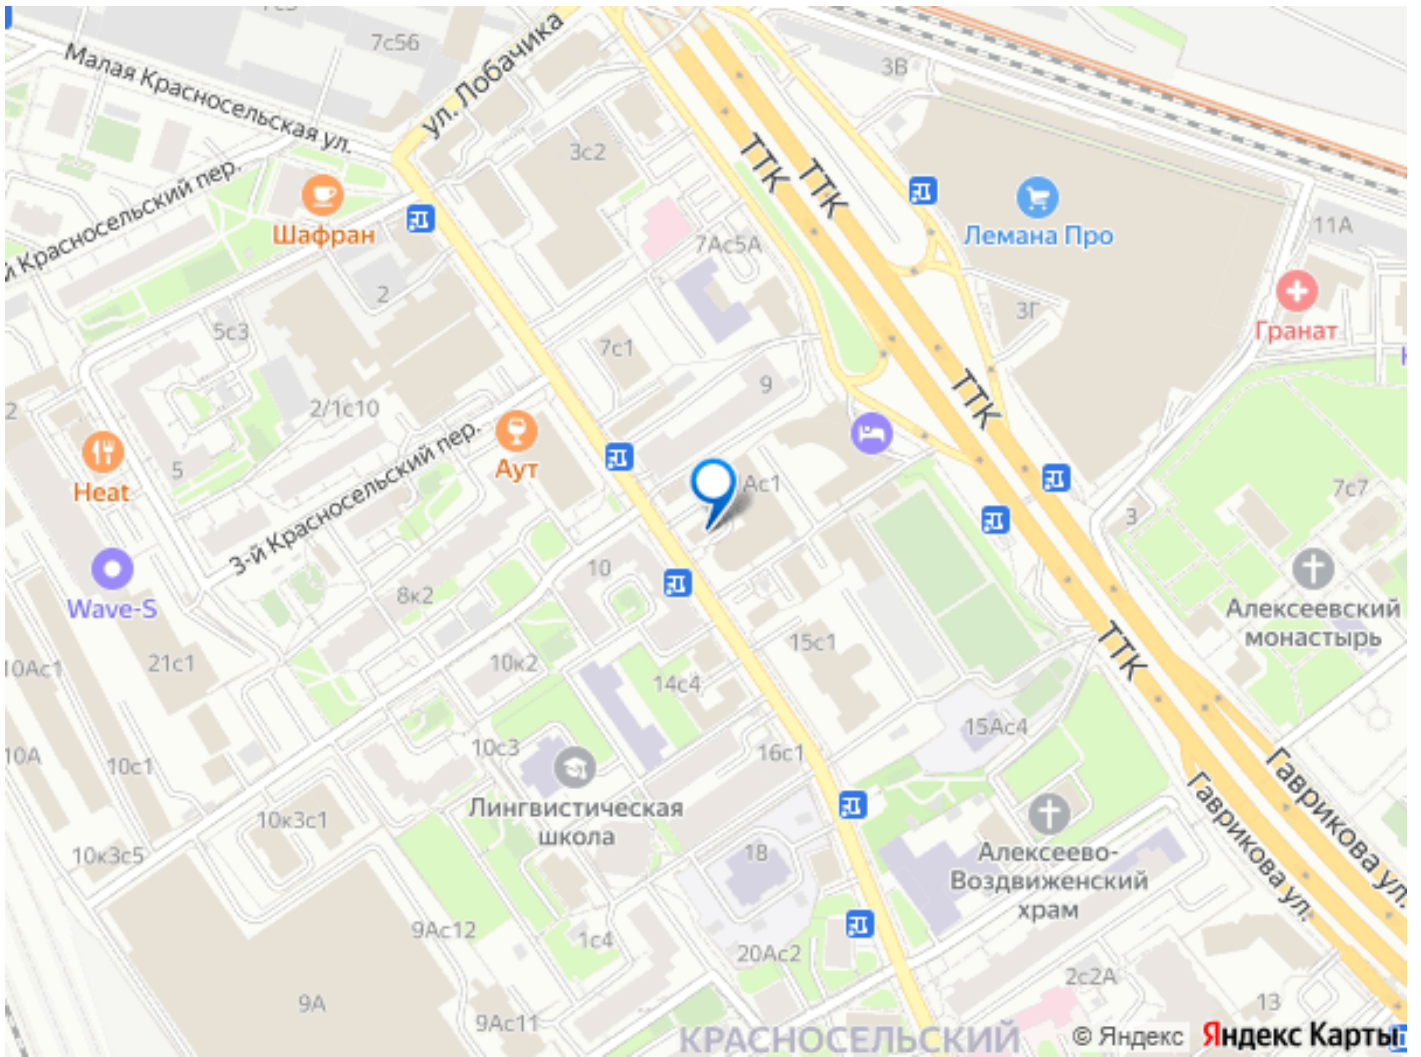 7с56
Малая Красносельская ул.
ул. Лобачика
3В
3с2
ТТК
ТТК
й Красносельский пер.
Шафран
7Ас5А
Лемана Про
11А
2
3Г
Гранат
5с3
7с1
9
ТТК
2
2/1с10
3-й Красносельский пер.
Аут
5
Heat
Ас1
7с7
3
10
8к2
Wave-S
Алексеевский
монастырь
15с1
ТТК
10Ас1
21с1
10к2
14с4
15Ас4
10А
10с1
10с3
16с1
Гаврикова ул.
Гаврикова ул.
Лингвистическая
школа
10к3с1
10к3с5
18
Алексеево-
Воздвиженский
храм
9Ас12
1с4
20Ас2
2с2А
9А
9Ас11
13
КРАСНОСЕЛЬСКИЙ
© Яндекс
Яндекс Карты